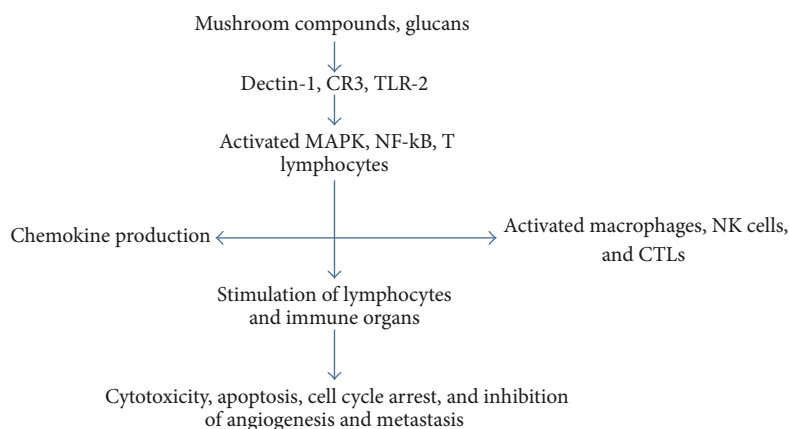 Mushroom compounds, glucans
Dectin-1, CR3, TLR-2
Activated MAPK, NF-kB, T
lymphocytes
Chemokine production
Activated macrophages, NK cells,
and CTLs
Stimulation of lymphocytes
and immune organs
Cytotoxicity, apoptosis, cell cycle arrest, and inhibition
of angiogenesis and metastasis